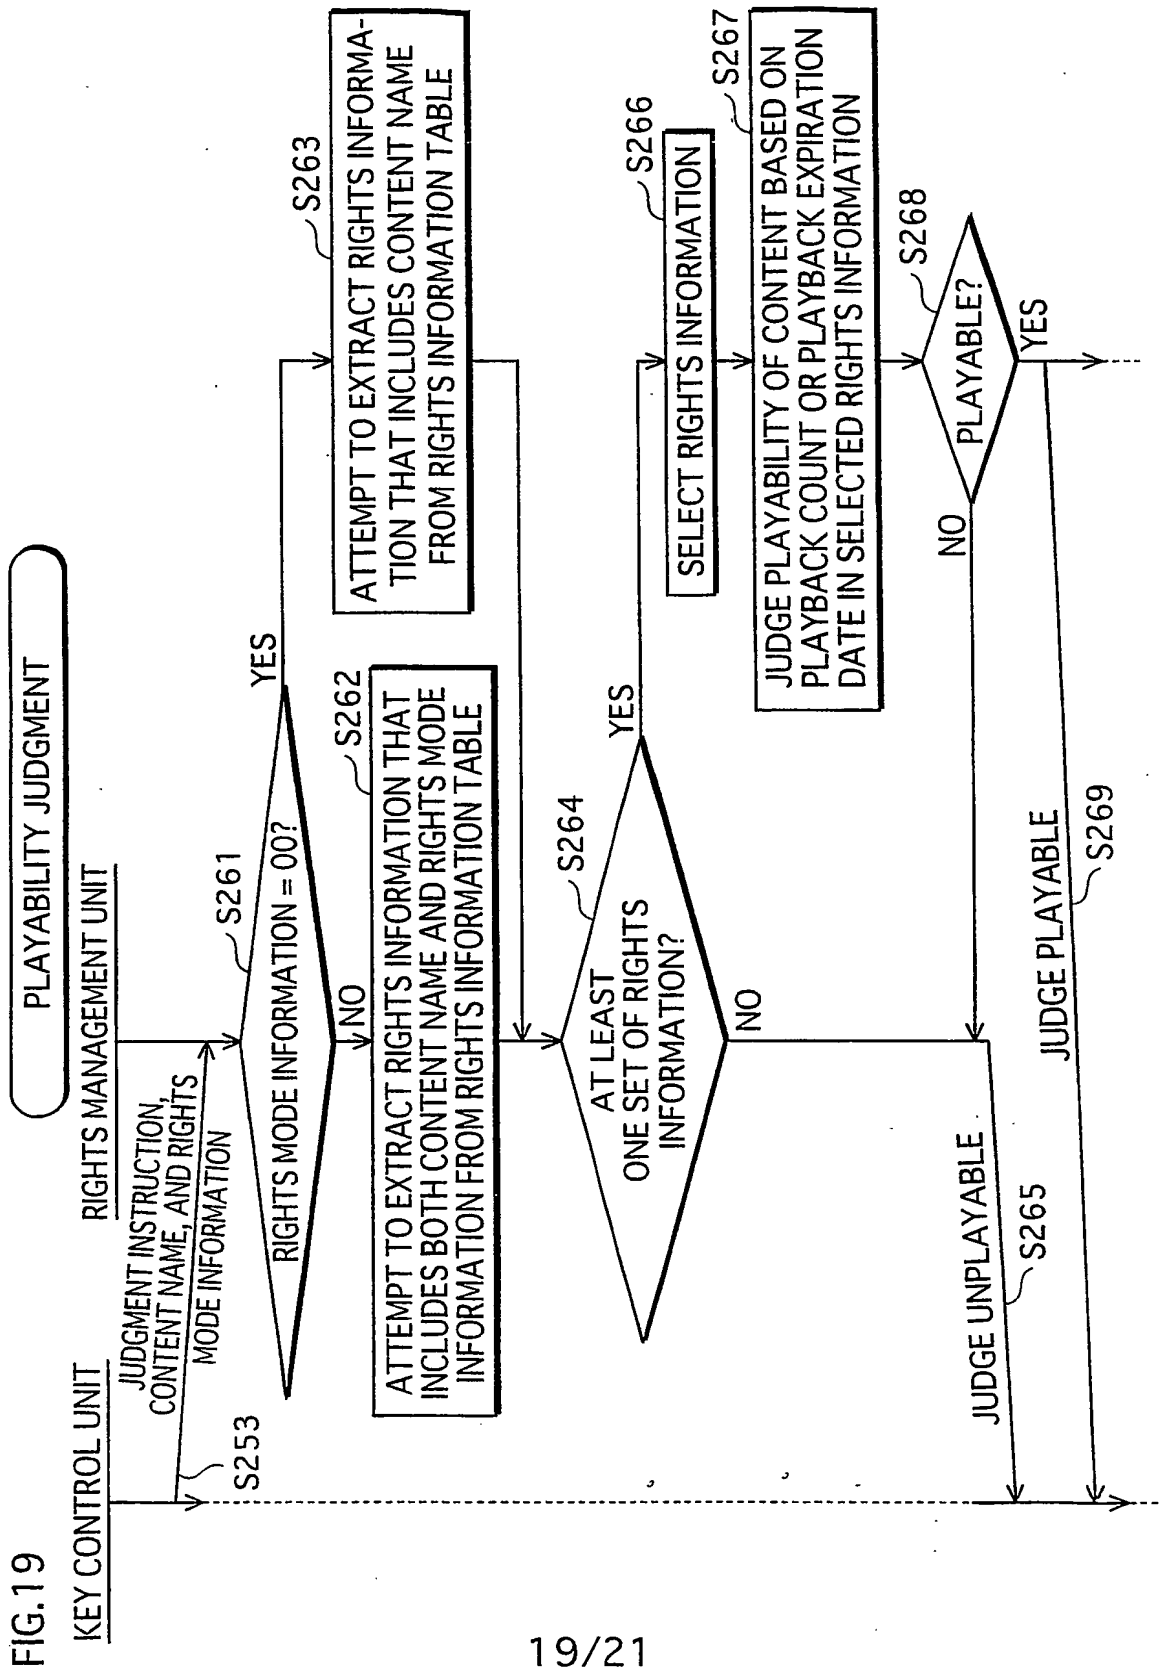 FIG.19
PLAYABILITY JUDGMENT
KEY CONTROL UNIT
RIGHTS MANAGEMENT UNIT
JUDGMENT INSTRUCTION,
CONTENT NAME, AND RIGHTS
MODE INFORMATION
S253
S261
RIGHTS MODE INFORMATION = 00?
YES
NO
S262
ATTEMPT TO EXTRACT RIGHTS INFORMATION THAT
INCLUDES BOTH CONTENT NAME AND RIGHTS MODE
INFORMATION FROM RIGHTS INFORMATION TABLE
S263
ATTEMPT TO EXTRACT RIGHTS INFORMA-
TION THAT INCLUDES CONTENT NAME
FROM RIGHTS INFORMATION TABLE
S264
AT LEAST
ONE SET OF RIGHTS
INFORMATION?
YES
NO
S266
SELECT RIGHTS INFORMATION
S267
JUDGE PLAYABILITY OF CONTENT BASED ON
PLAYBACK COUNT OR PLAYBACK EXPIRATION
DATE IN SELECTED RIGHTS INFORMATION
S268
PLAYABLE?
NO
YES
JUDGE UNPLAYABLE
S265
JUDGE PLAYABLE
S269
19/21